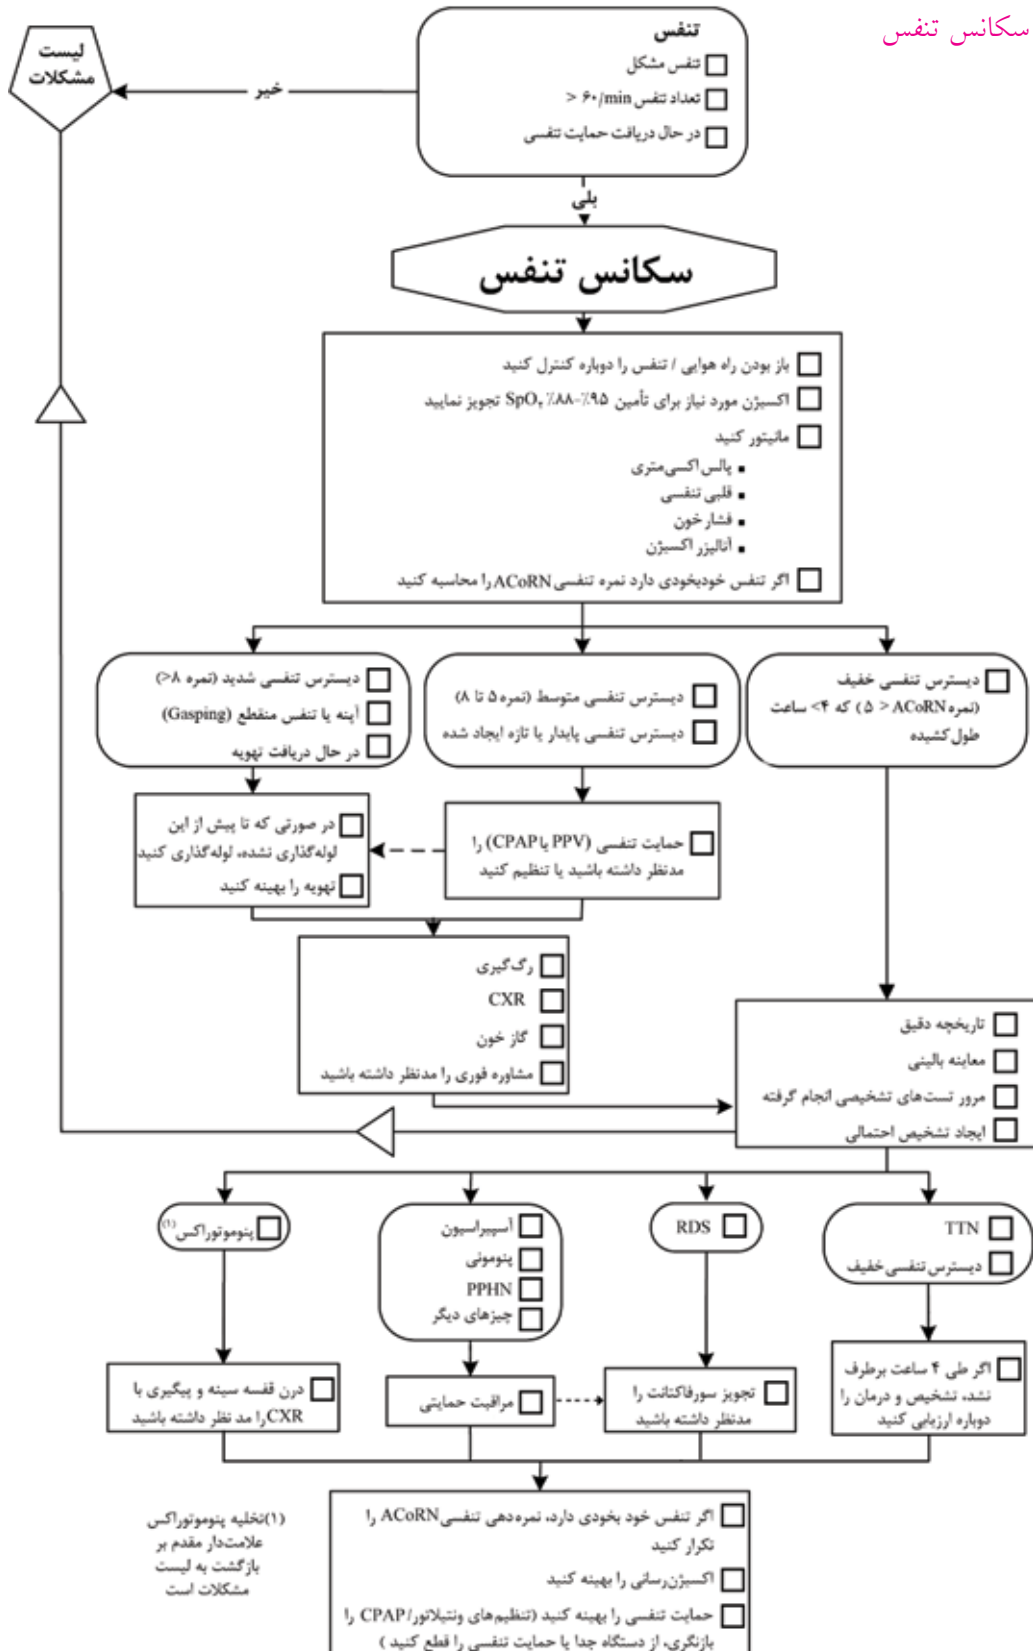 سکانس تنفس
تنفس
تنفس مشکل
تعداد تنفس ۶۰/min >
در حال دریافت حمایت تنفسی
خیر
لیست
مشکلات
بلی
سکانس تنفس
باز بودن راه هوایی / تنفس را دوباره کنترل کنید
اکسیژن مورد نیاز برای تأمین SpO₂ ٪۸۸-٪۹۵ تجویز نمایید
مانیتور کنید
▪ پالس اکسی‌متری
▪ قلبی تنفسی
▪ فشار خون
▪ آنالیزر اکسیژن
اگر تنفس خودبخودی دارد نمره تنفسی ACoRN را محاسبه کنید
دیسترس تنفسی خفیف
(نمره ACoRN > ۵ ) که ۴> ساعت
طول کشیده
دیسترس تنفسی متوسط (نمره ۵ تا ۸)
دیسترس تنفسی پایدار یا تازه ایجاد شده
دیسترس تنفسی شدید (نمره ۸<)
آپنه یا تنفس منقطع (Gasping)
در حال دریافت تهویه
حمایت تنفسی (PPV یا CPAP) را
مدنظر داشته باشید یا تنظیم کنید
در صورتی که تا پیش از این
لوله‌گذاری نشده، لوله‌گذاری کنید
تهویه را بهینه کنید
رگ‌گیری
CXR
گاز خون
مشاوره فوری را مدنظر داشته باشید
تاریخچه دقیق
معاینه بالینی
مرور تست‌های تشخیصی انجام گرفته
ایجاد تشخیص احتمالی
TTN
دیسترس تنفسی خفیف
RDS
آسپیراسیون
پنومونی
PPHN
چیزهای دیگر
پنوموتوراکس(۱)
اگر طی ۴ ساعت برطرف
نشد، تشخیص و درمان را
دوباره ارزیابی کنید
تجویز سورفاکتانت را
مدنظر داشته باشید
مراقبت حمایتی
درن قفسه سینه و پیگیری با
CXR را مد نظر داشته باشید
اگر تنفس خود بخودی دارد، نمره‌دهی تنفسی ACoRN را
تکرار کنید
اکسیژن‌رسانی را بهینه کنید
حمایت تنفسی را بهینه کنید (تنظیم‌های ونتیلاتور/CPAP را
بازنگری، از دستگاه جدا یا حمایت تنفسی را قطع کنید )
(۱)تخلیه پنوموتوراکس
علامت‌دار مقدم بر
بازگشت به لیست
مشکلات است